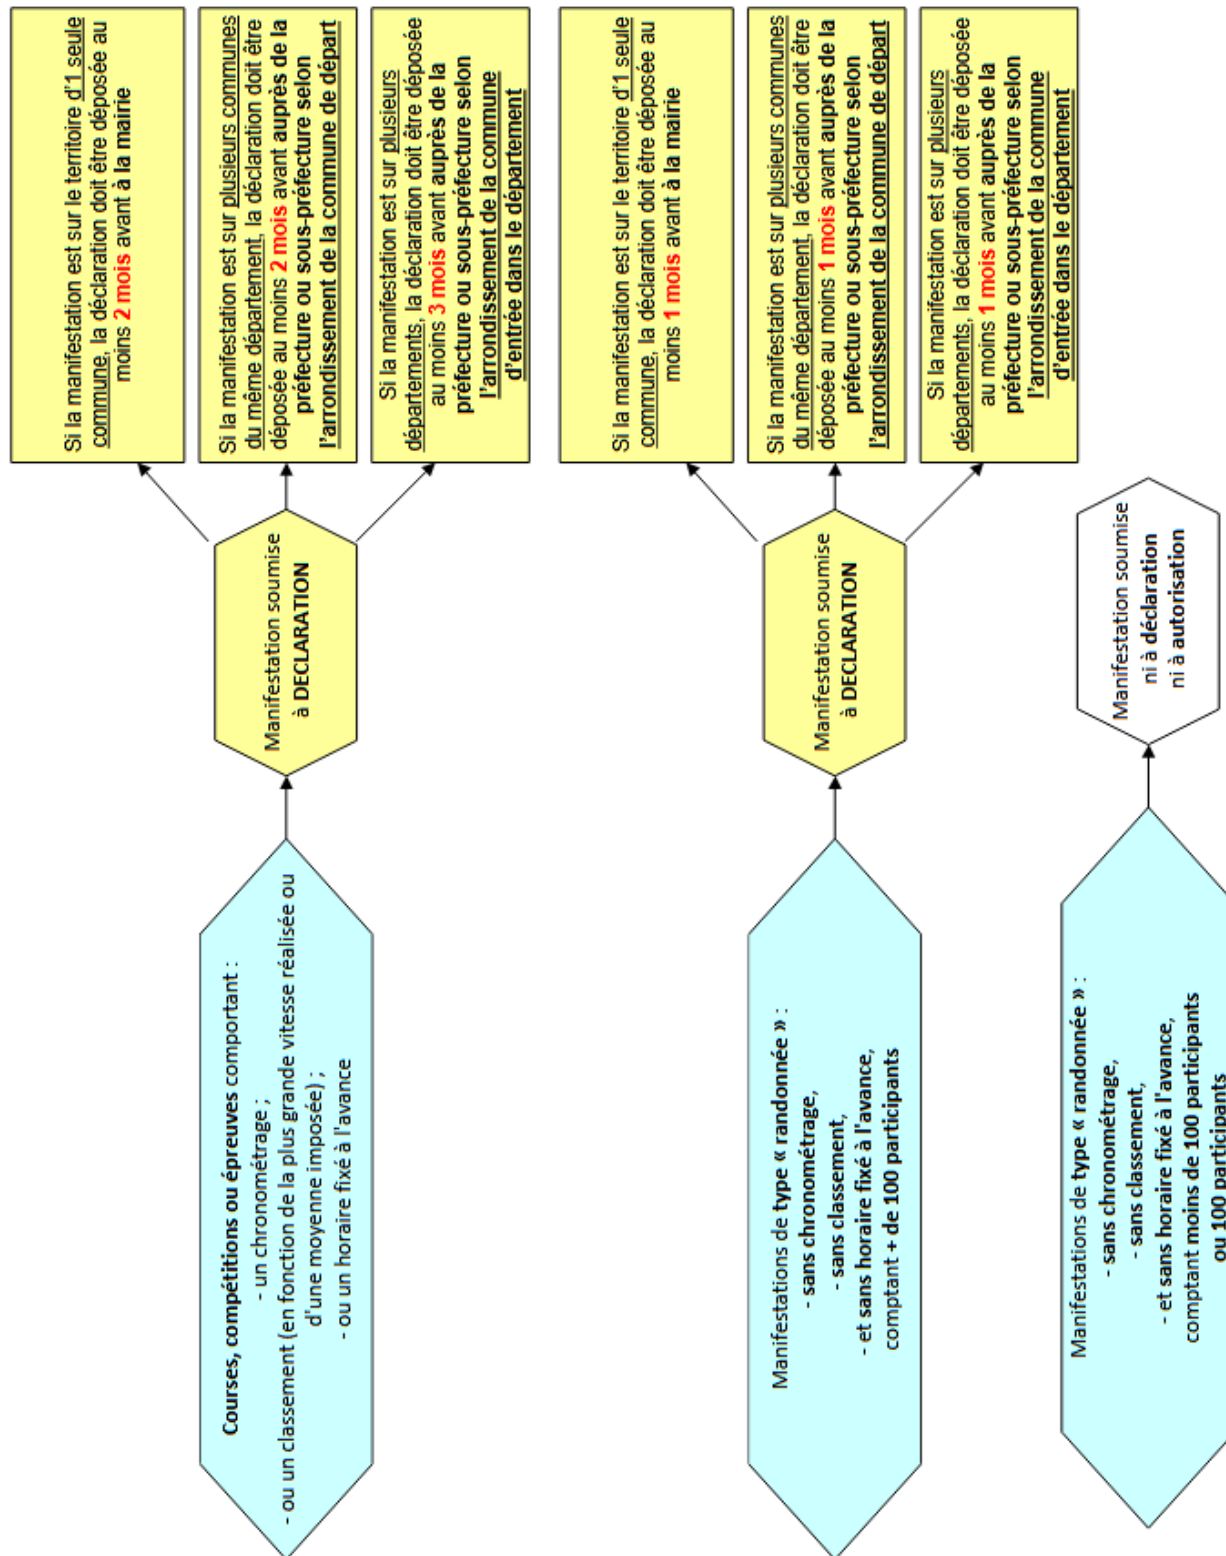 Courses, compétitions ou épreuves comportant :
- un chronométrage ;
- ou un classement (en fonction de la plus grande vitesse réalisée ou
d'une moyenne imposée) ;
- ou un horaire fixé à l'avance
Manifestation soumise
à DECLARATION
Si la manifestation est sur le territoire d'1 seule
commune, la déclaration doit être déposée au
moins 2 mois avant à la mairie
Si la manifestation est sur plusieurs communes
du même département, la déclaration doit être
déposée au moins 2 mois avant auprès de la
préfecture ou sous-préfecture selon
l'arrondissement de la commune de départ
Si la manifestation est sur plusieurs
départements, la déclaration doit être déposée
au moins 3 mois avant auprès de la
préfecture ou sous-préfecture selon
l'arrondissement de la commune
d'entrée dans le département
Manifestations de type « randonnée » :
- sans chronométrage,
- sans classement,
- et sans horaire fixé à l'avance,
comptant + de 100 participants
Manifestation soumise
à DECLARATION
Si la manifestation est sur le territoire d'1 seule
commune, la déclaration doit être déposée au
moins 1 mois avant à la mairie
Si la manifestation est sur plusieurs communes
du même département, la déclaration doit être
déposée au moins 1 mois avant auprès de la
préfecture ou sous-préfecture selon
l'arrondissement de la commune de départ
Si la manifestation est sur plusieurs
départements, la déclaration doit être déposée
au moins 1 mois avant auprès de la
préfecture ou sous-préfecture selon
l'arrondissement de la commune
d'entrée dans le département
Manifestations de type « randonnée » :
- sans chronométrage,
- sans classement,
- et sans horaire fixé à l'avance,
comptant moins de 100 participants
ou 100 participants
Manifestation soumise
ni à déclaration
ni à autorisation